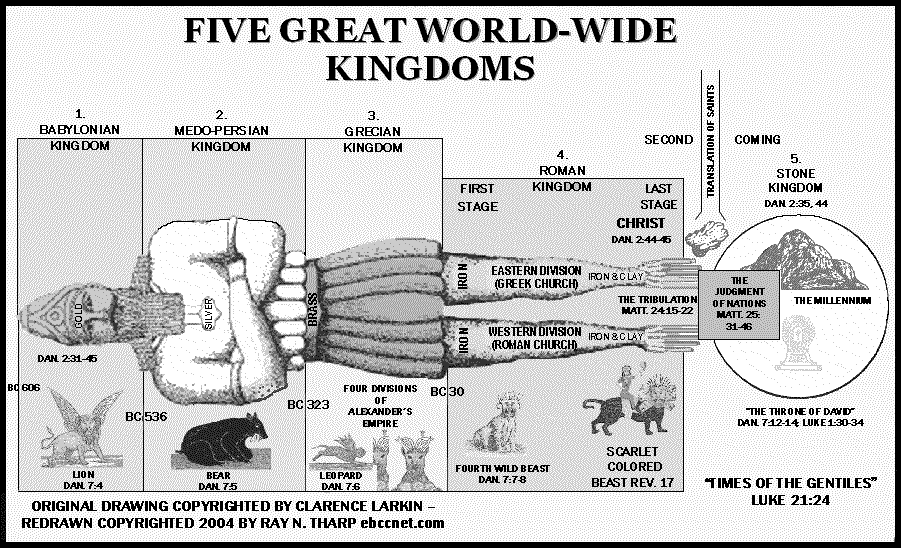 FIVE GREAT WORLD-WIDE
KINGDOMS
1.
BABYLONIAN
KINGDOM
2.
MEDO-PERSIAN
KINGDOM
3.
GRECIAN
KINGDOM
4.
ROMAN
KINGDOM
FIRST
STAGE
LAST
STAGE
CHRIST
DAN. 2:44-45
SECOND
COMING
TRANSLATION OF SAINTS
5.
STONE
KINGDOM
DAN. 2:35, 44
GOLD
SILVER
BRASS
IRON
EASTERN DIVISION
(GREEK CHURCH)
IRON & CLAY
THE TRIBULATION
MATT. 24:15-22
IRON
WESTERN DIVISION
(ROMAN CHURCH)
IRON & CLAY
THE
JUDGMENT
OF NATIONS
MATT. 25:
31-46
THE MILLENNIUM
DAN. 2:31-45
BC 606
BC 536
BC 323
BC 30
LION
DAN. 7:4
BEAR
DAN. 7:5
FOUR DIVISIONS
OF
ALEXANDER'S
EMPIRE
LEOPARD
DAN. 7:6
FOURTH WILD BEAST
DAN. 7:7-8
SCARLET
COLORED
BEAST REV. 17
"THE THRONE OF DAVID"
DAN. 7:12-14; LUKE 1:30-34
"TIMES OF THE GENTILES"
LUKE 21:24
ORIGINAL DRAWING COPYRIGHTED BY CLARENCE LARKIN –
REDRAWN COPYRIGHTED 2004 BY RAY N. THARP ebccnet.com